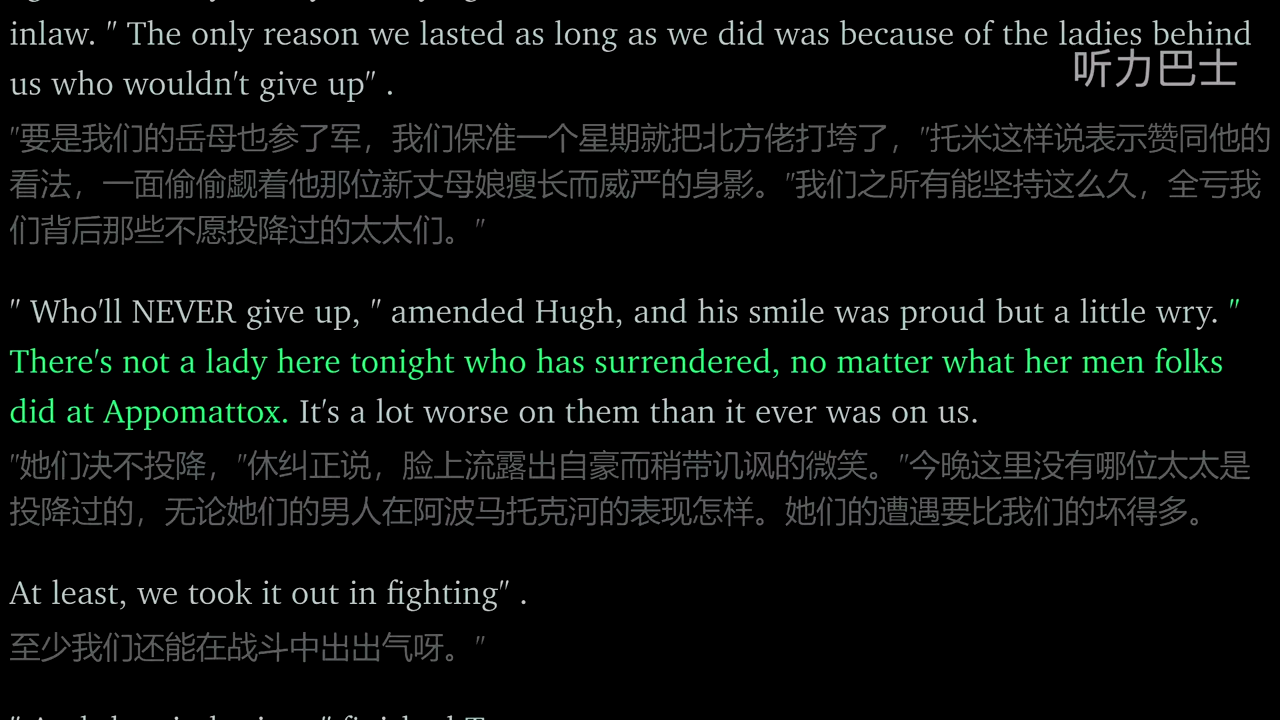 inlaw. " The only reason we lasted as long as we did was because of the ladies behind
us who wouldn't give up" .
听力巴士
"要是我们的岳母也参了军，我们保准一个星期就把北方佬打垮了，"托米这样说表示赞同他的
看法，一面偷偷觑着他那位新丈母娘瘦长而威严的身影。"我们之所有能坚持这么久，全亏我
们背后那些不愿投降过的太太们。"
" Who'll NEVER give up, " amended Hugh, and his smile was proud but a little wry. "
There's not a lady here tonight who has surrendered, no matter what her men folks
did at Appomattox. It's a lot worse on them than it ever was on us.
"她们决不投降，"休纠正说，脸上流露出自豪而稍带讥讽的微笑。"今晚这里没有哪位太太是
投降过的，无论她们的男人在阿波马托克河的表现怎样。她们的遭遇要比我们的坏得多。
At least, we took it out in fighting" .
至少我们还能在战斗中出出气呀。"